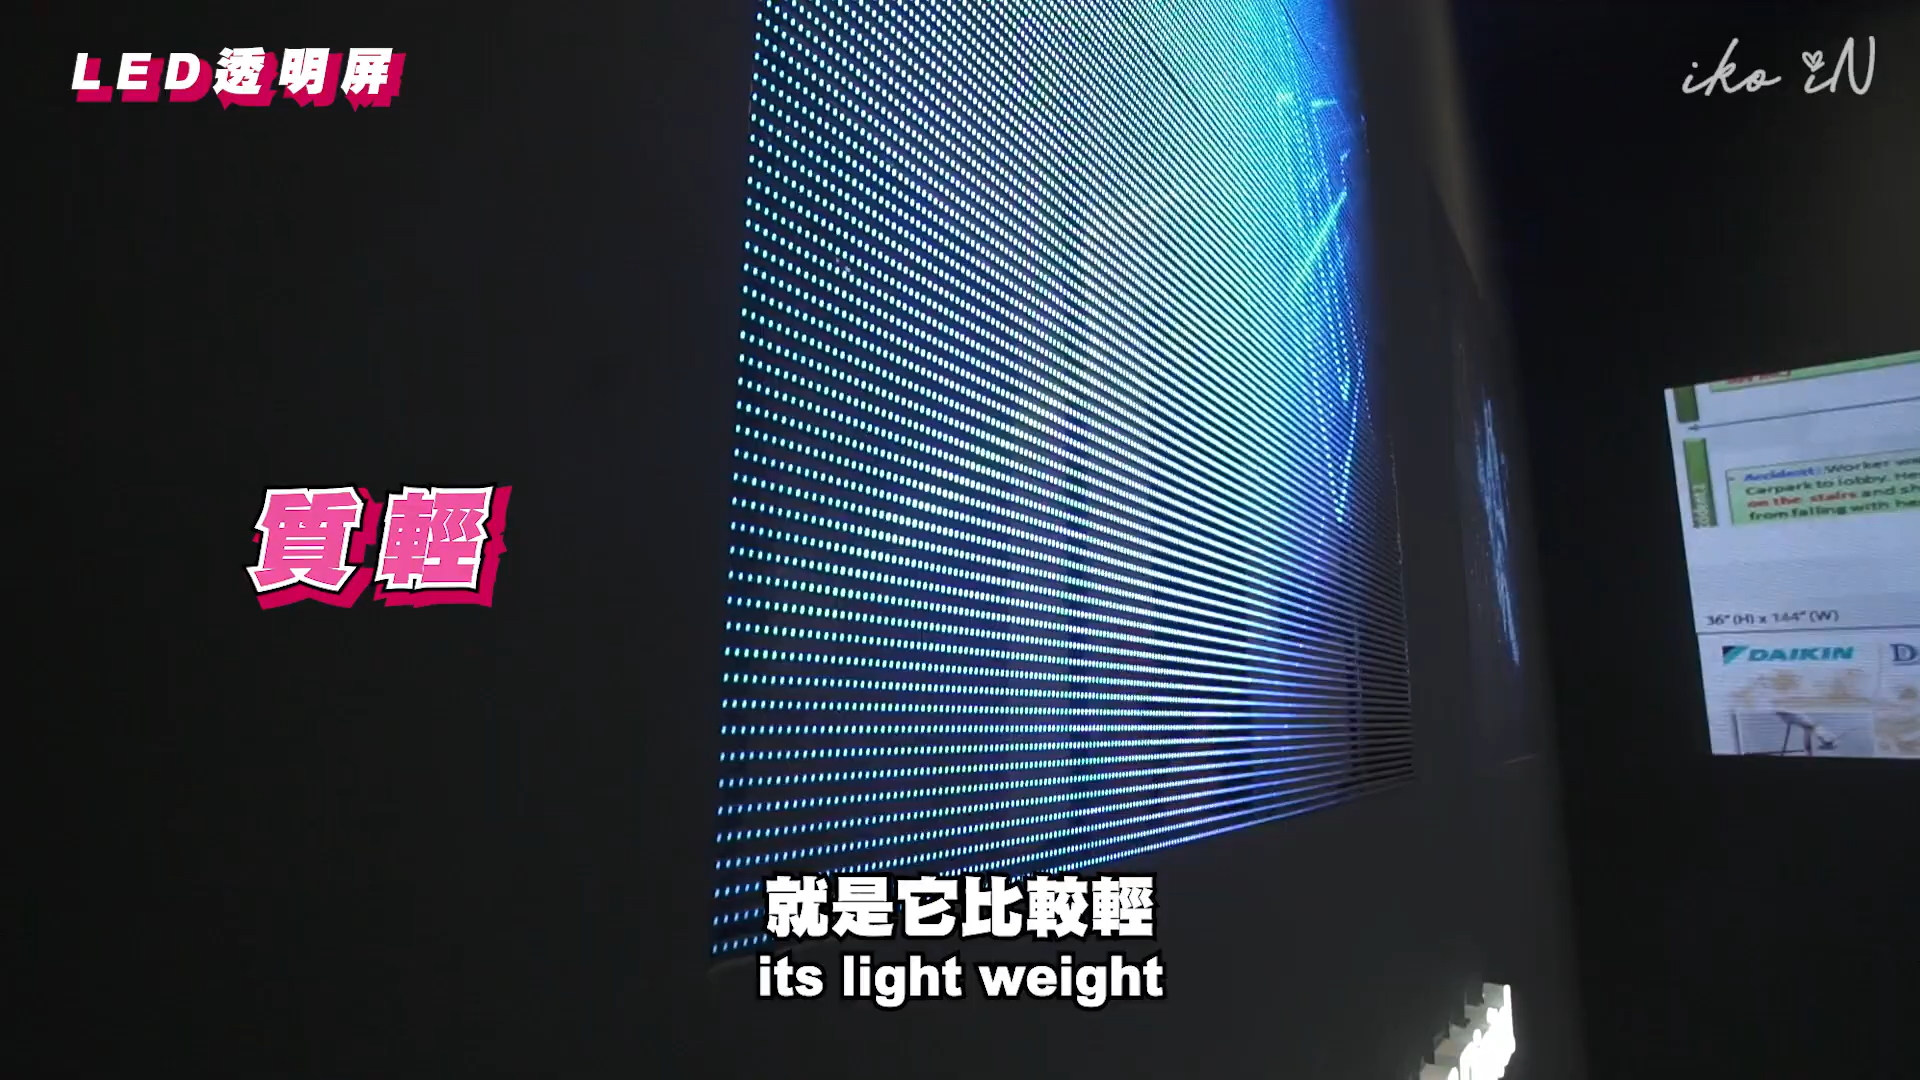 LED透明屏
iko iN
質輕
Accident: Worker
Carpark to lobby.
on the stairs and
from falling with
36" (H) x 144" (W)
DAIKIN
就是它比較輕
its light weight